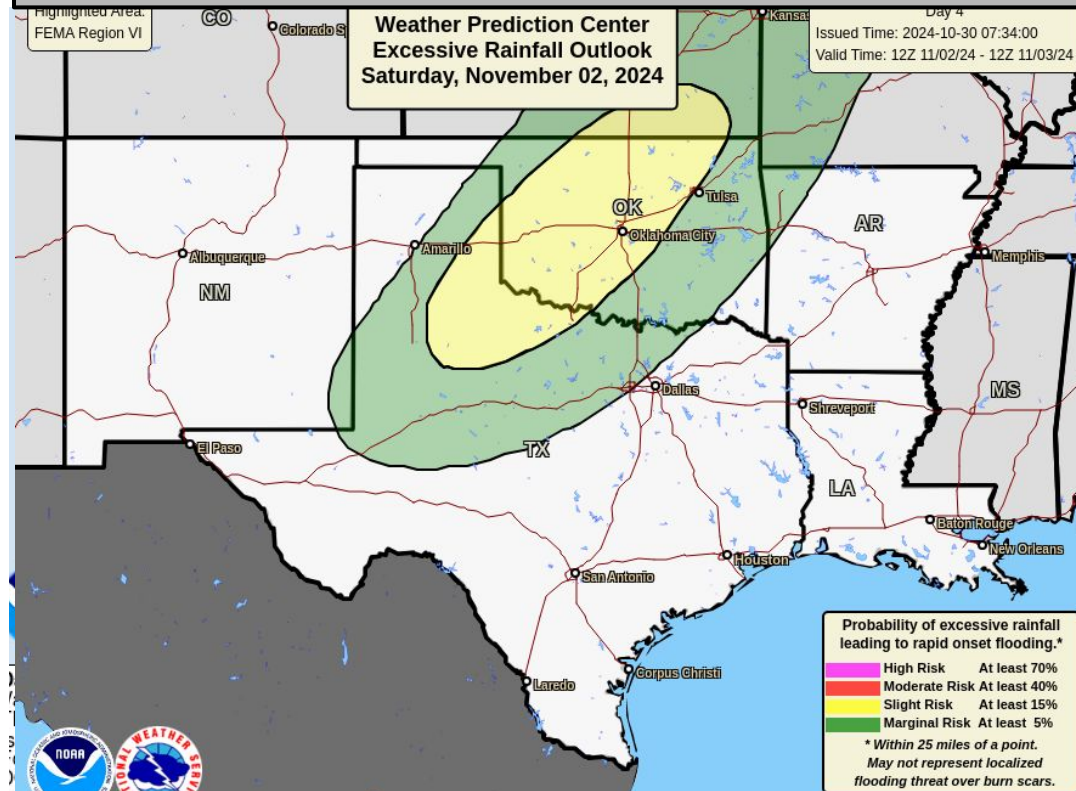 Highlighted Area:
FEMA Region VI
Weather Prediction Center
Excessive Rainfall Outlook
Saturday, November 02, 2024
Day 4
Issued Time: 2024-10-30 07:34:00
Valid Time: 12Z 11/02/24 - 12Z 11/03/24
CO
Colorado Sp
Kansas
Tulsa
OK
Oklahoma City
AR
Amarillo
Albuquerque
Memphis
NM
MS
Dallas
Shreveport
El Paso
TX
LA
Baton Rouge
New Orleans
Houston
San Antonio
Corpus Christi
Laredo
Probability of excessive rainfall
leading to rapid onset flooding.*
High Risk At least 70%
Moderate Risk At least 40%
Slight Risk At least 15%
Marginal Risk At least 5%
* Within 25 miles of a point.
May not represent localized
flooding threat over burn scars.
NOAA
WEATHER